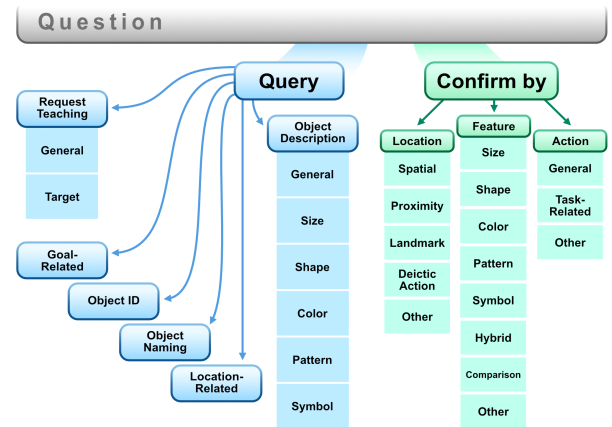 Question
Query
Request
Teaching
General
Target
Goal-
Related
Object ID
Object
Naming
Location-
Related
Object
Description
General
Size
Shape
Color
Pattern
Symbol
Confirm by
Location
Spatial
Proximity
Landmark
Deictic
Action
Other
Feature
Size
Shape
Color
Pattern
Symbol
Hybrid
Comparison
Other
Action
General
Task-
Related
Other